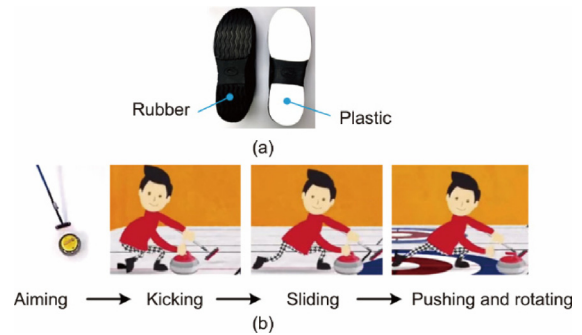 Rubber
Plastic
(a)
Aiming → Kicking → Sliding → Pushing and rotating
(b)